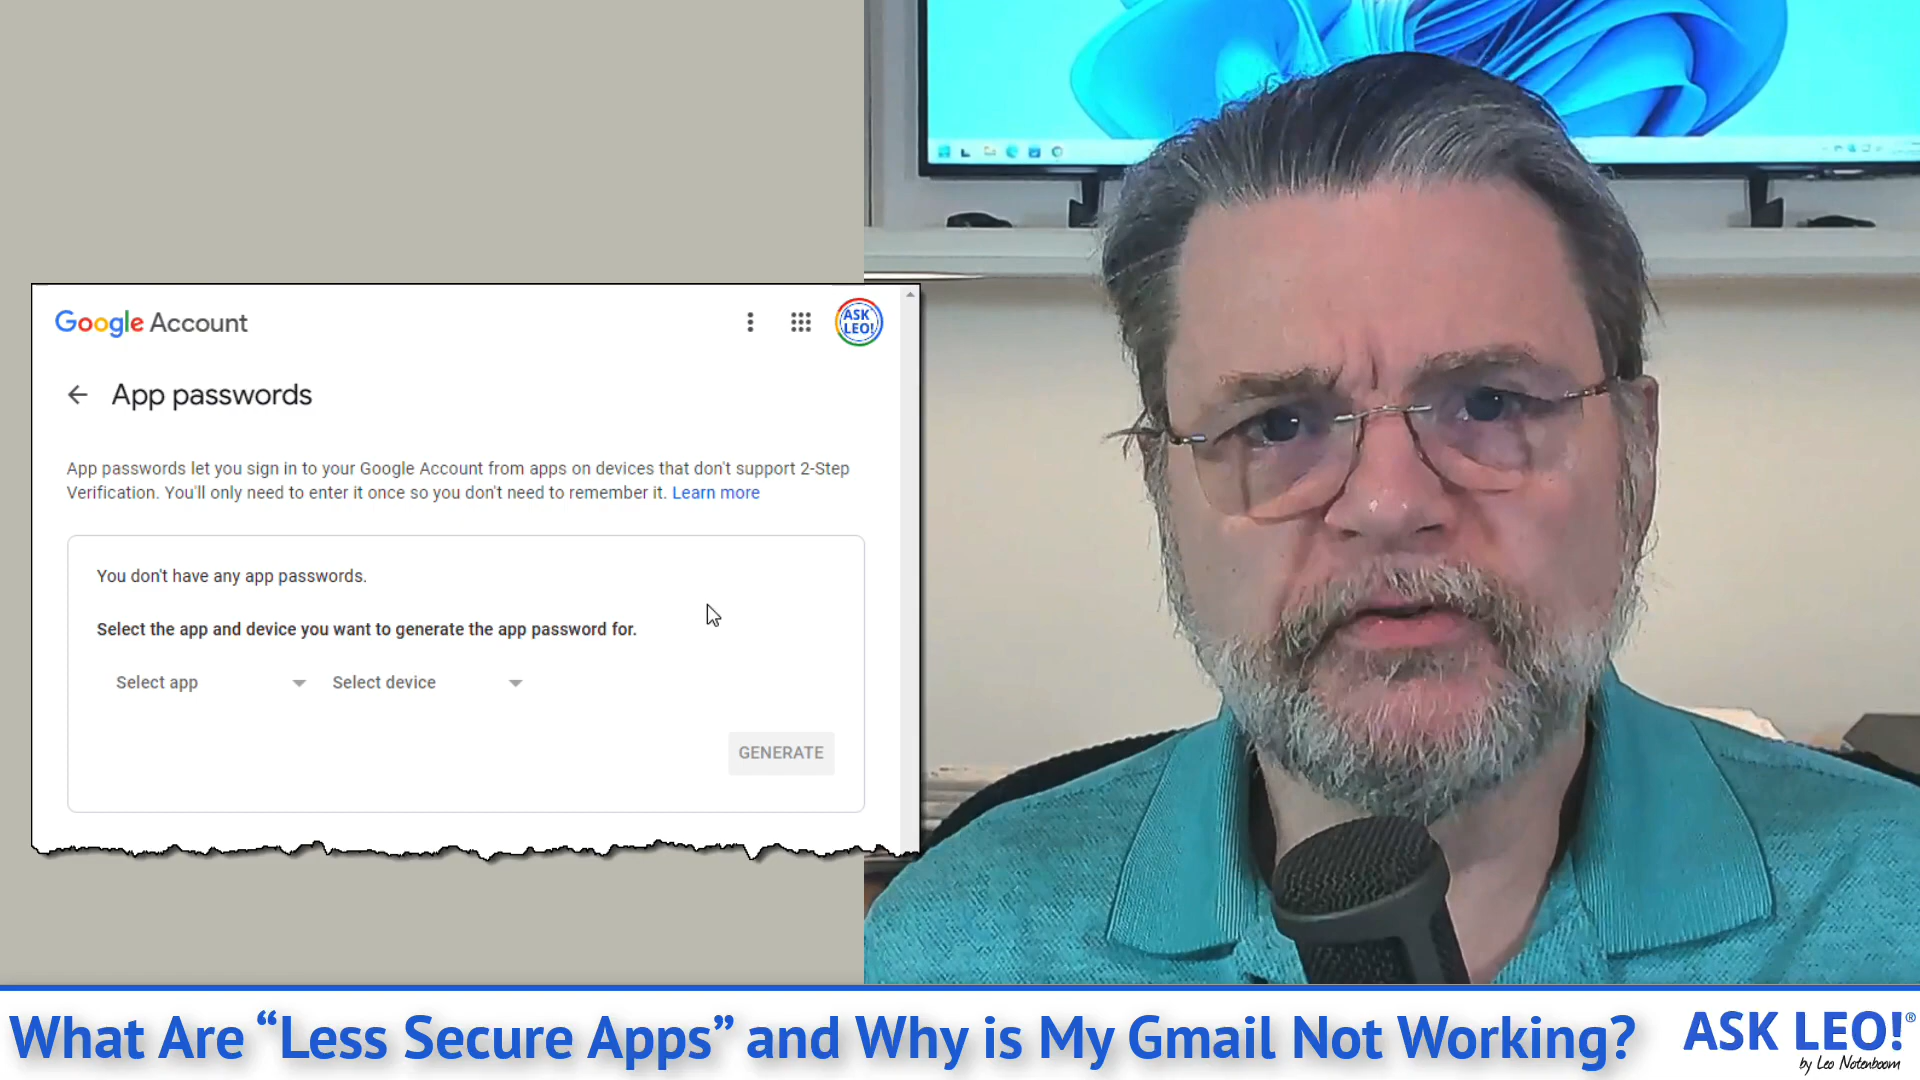 Google Account
ASK
LEO!
App passwords
App passwords let you sign in to your Google Account from apps on devices that don't support 2-Step
Verification. You'll only need to enter it once so you don't need to remember it. Learn more
You don't have any app passwords.
Select the app and device you want to generate the app password for.
Select app
Select device
GENERATE
What Are “Less Secure Apps” and Why is My Gmail Not Working?
ASK LEO!®
by Leo Notenboom